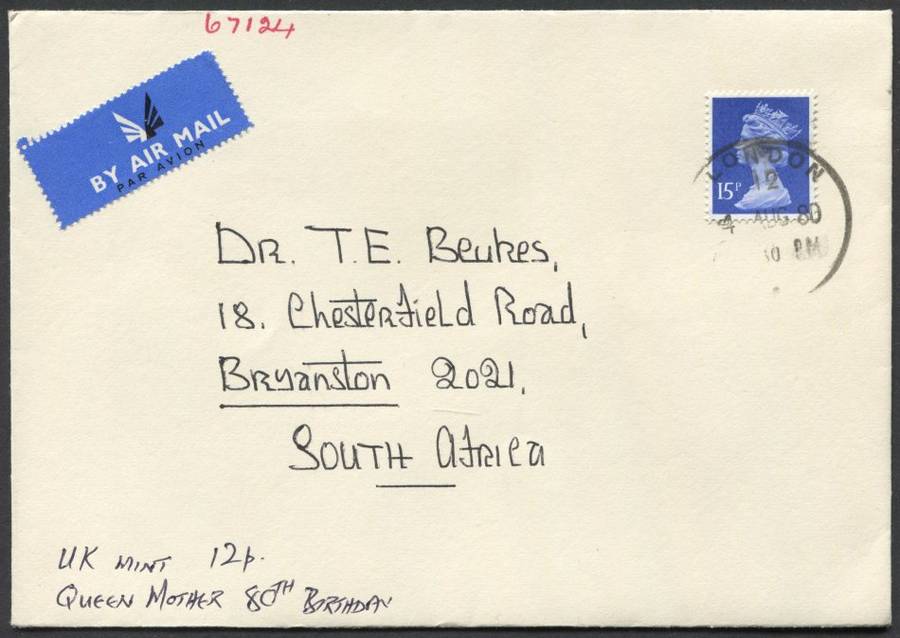 67124
BY AIR MAIL
PAR AVION
15P
LONDON
12
4 AUG 80
30 PM
DR. T.E. Beukes,
18. Chesterfield Road,
Bryanston 2021,
SOUTH AFRICA
UK MINT 12p.
QUEEN MOTHER 80TH BIRTHDAY